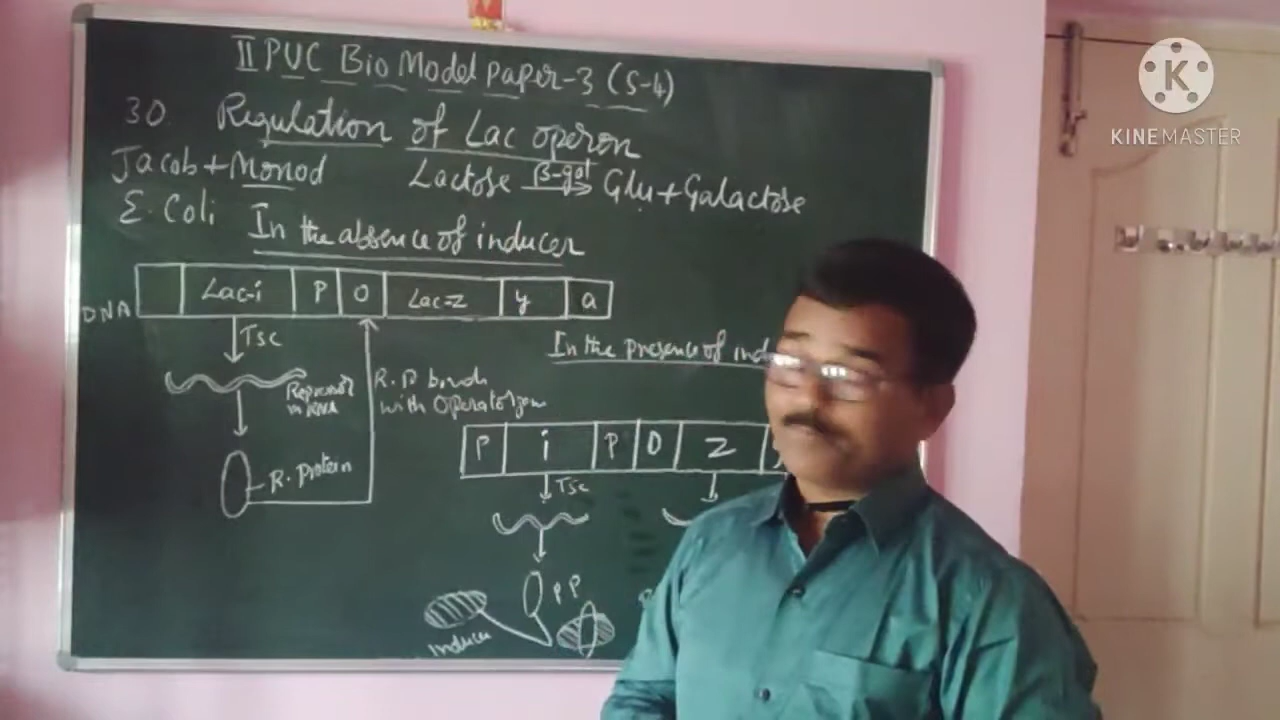 II PUC Bio Model paper-3 (S-4)
30. Regulation of Lac operon
Jacob + Monod
Lactose β-gal Glu + Galactose
E. Coli
In the absence of inducer
DNA
Lac-i P O Lac-z y a
Tsc
Repressor
mRNA
R. Protein
R. P binds
with Operator gene
In the presence of
P i P O z
Tsc
inducer
K
KINEMASTER